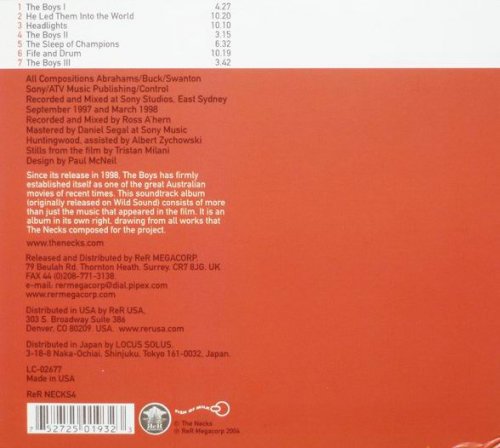 1 The Boys I 4.27
2 He Led Them Into the World 10.20
3 Headlights 10.10
4 The Boys II 3.15
5 The Sleep of Champions 6.32
6 Fife and Drum 10.19
7 The Boys III 3.42
All Compositions Abrahams/Buck/Swanton
Sony/ATV Music Publishing/Control
Recorded and Mixed at Sony Studios, East Sydney
September 1997 and March 1998
Recorded and Mixed by Ross A'hern
Mastered by Daniel Segal at Sony Music
Huntingwood, assisted by Albert Zychowski
Stills from the film by Tristan Milani
Design by Paul McNeil
Since its release in 1998, The Boys has firmly
established itself as one of the great Australian
movies of recent times. This soundtrack album
(originally released on Wild Sound) consists of more
than just the music that appeared in the film. It is an
album in its own right, drawing from all works that
The Necks composed for the project.
www.thenecks.com
Released and Distributed by ReR MEGACORP,
79 Beulah Rd. Thornton Heath, Surrey. CR7 8JG, UK
FAX 44 (0)208-771-3138.
e-mail: rermegacorp@dial.pipex.com
www.rermegacorp.com
Distributed in USA by ReR USA,
303 S. Broadway Suite 386
Denver, CO 80209. USA. www.rerusa.com
Distributed in Japan by LOCUS SOLUS.
3-18-8 Naka-Ochiai, Shinjuku, Tokyo 161-0032, Japan.
LC-02677
Made in USA
ReR NECKS4
7 52725 01932 3
ReR
FISH OF MILK
© The Necks
℗ ReR Megacorp 2004